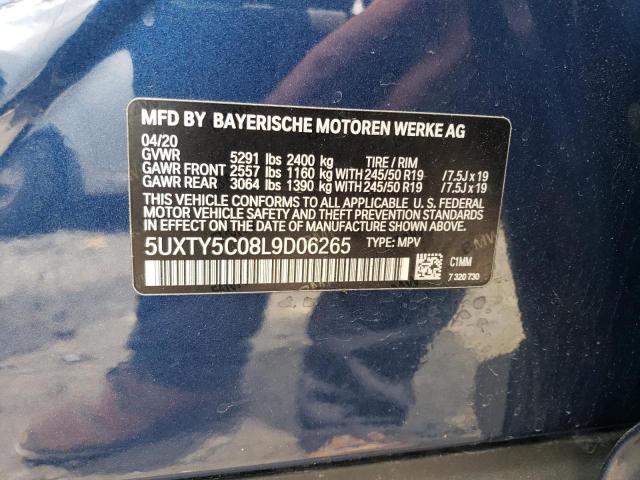 MFD BY BAYERISCHE MOTOREN WERKE AG
04/20
GVWR 5291 lbs 2400 kg TIRE / RIM
GAWR FRONT 2557 lbs 1160 kg WITH 245/50 R19 / 7.5J x 19
GAWR REAR 3064 lbs 1390 kg WITH 245/50 R19 / 7.5J x 19
THIS VEHICLE CONFORMS TO ALL APPLICABLE U. S. FEDERAL
MOTOR VEHICLE SAFETY, BUMPER, AND THEFT PREVENTION
STANDARDS IN EFFECT ON THE DATE OF MANUFACTURE
SHOWN ABOVE.
5UXTY5C08L9D06265 TYPE: MPV
C1MM
7 320 730